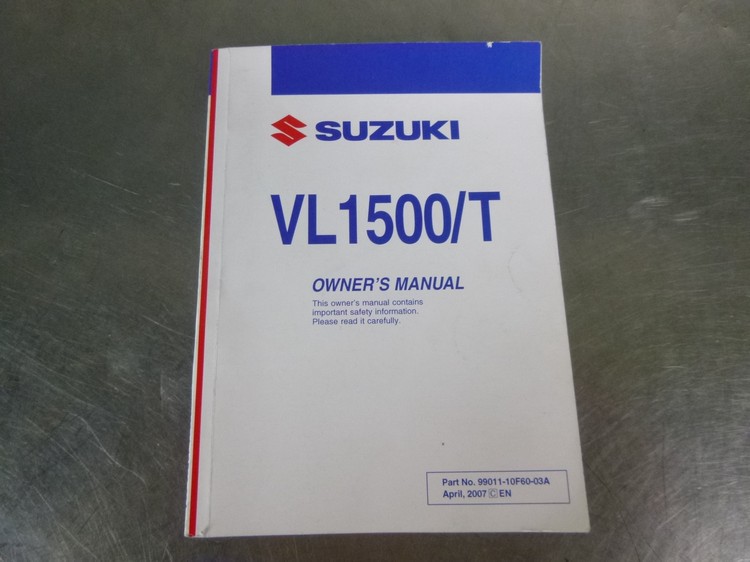 SUZUKI
VL1500/T
OWNER'S MANUAL
This owner's manual contains
important safety information.
Please read it carefully.
Part No. 99011-10F60-03A
April, 2007 C EN